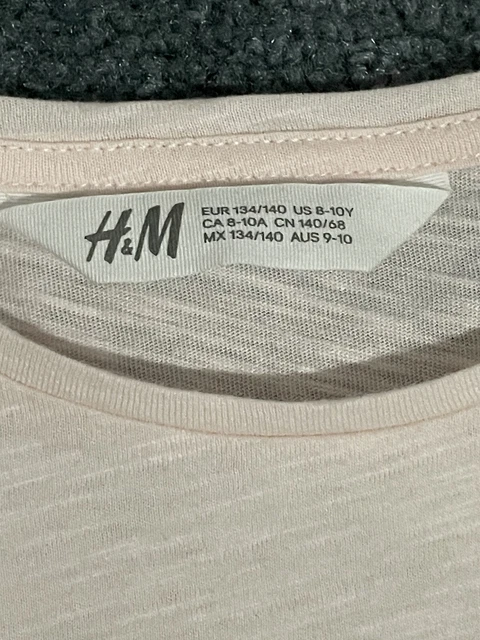 H&M
EUR 134/140 US 8-10Y
CA 8-10A CN 140/68
MX 134/140 AUS 9-10